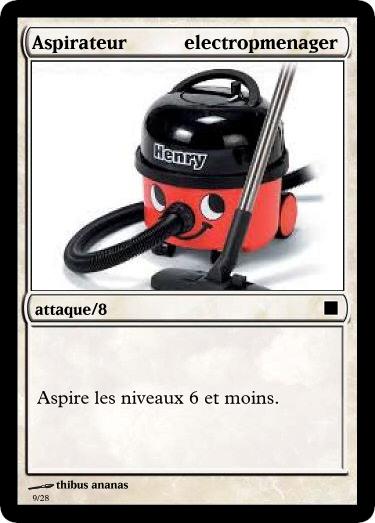 Aspirateur electropmenager
Henry
attaque/8
Aspire les niveaux 6 et moins.
thibus ananas
9/28